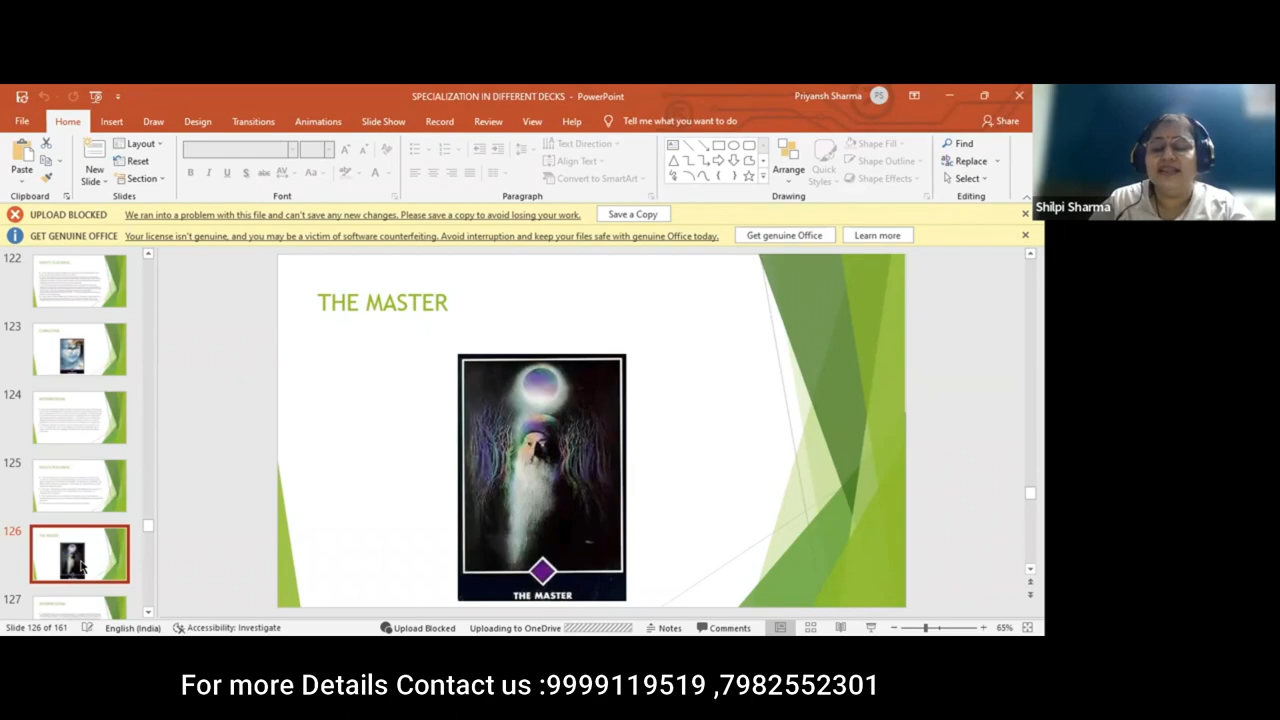 SPECIALIZATION IN DIFFERENT DECKS - PowerPoint
Priyansh Sharma
PS
File Home Insert Draw Design Transitions Animations Slide Show Record Review View Help Tell me what you want to do Share
Paste
Clipboard
New
Slide
Layout
Reset
Section
Slides
B I U S abc AV Aa A
Font
Text Direction
Align Text
Convert to SmartArt
Paragraph
Arrange
Quick
Styles
Shape Fill
Shape Outline
Shape Effects
Drawing
Find
Replace
Select
Editing
Shilpi Sharma
UPLOAD BLOCKED We ran into a problem with this file and can't save any new changes. Please save a copy to avoid losing your work. Save a Copy
GET GENUINE OFFICE Your license isn't genuine, and you may be a victim of software counterfeiting. Avoid interruption and keep your files safe with genuine Office today. Get genuine Office Learn more
122
123
124
125
126
127
THE MASTER
THE MASTER
Slide 126 of 161 English (India) Accessibility: Investigate Upload Blocked Uploading to OneDrive Notes Comments 65%
For more Details Contact us :9999119519 ,7982552301